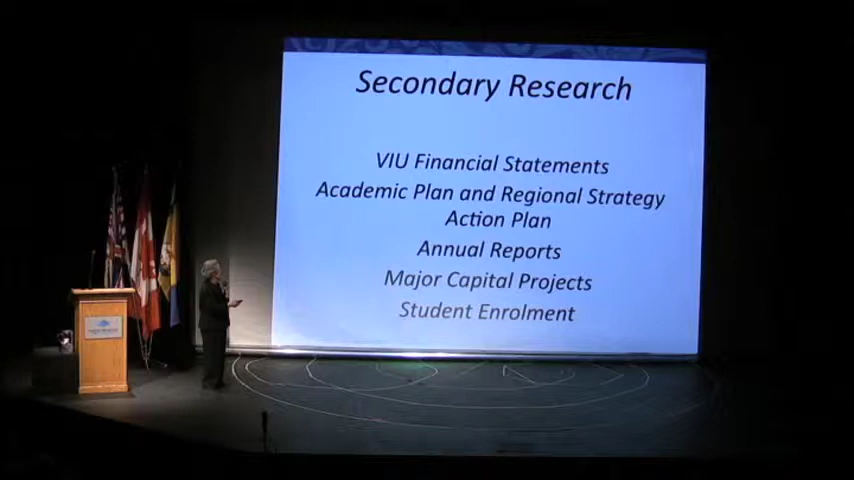 Secondary Research
VIU Financial Statements
Academic Plan and Regional Strategy
Action Plan
Annual Reports
Major Capital Projects
Student Enrolment